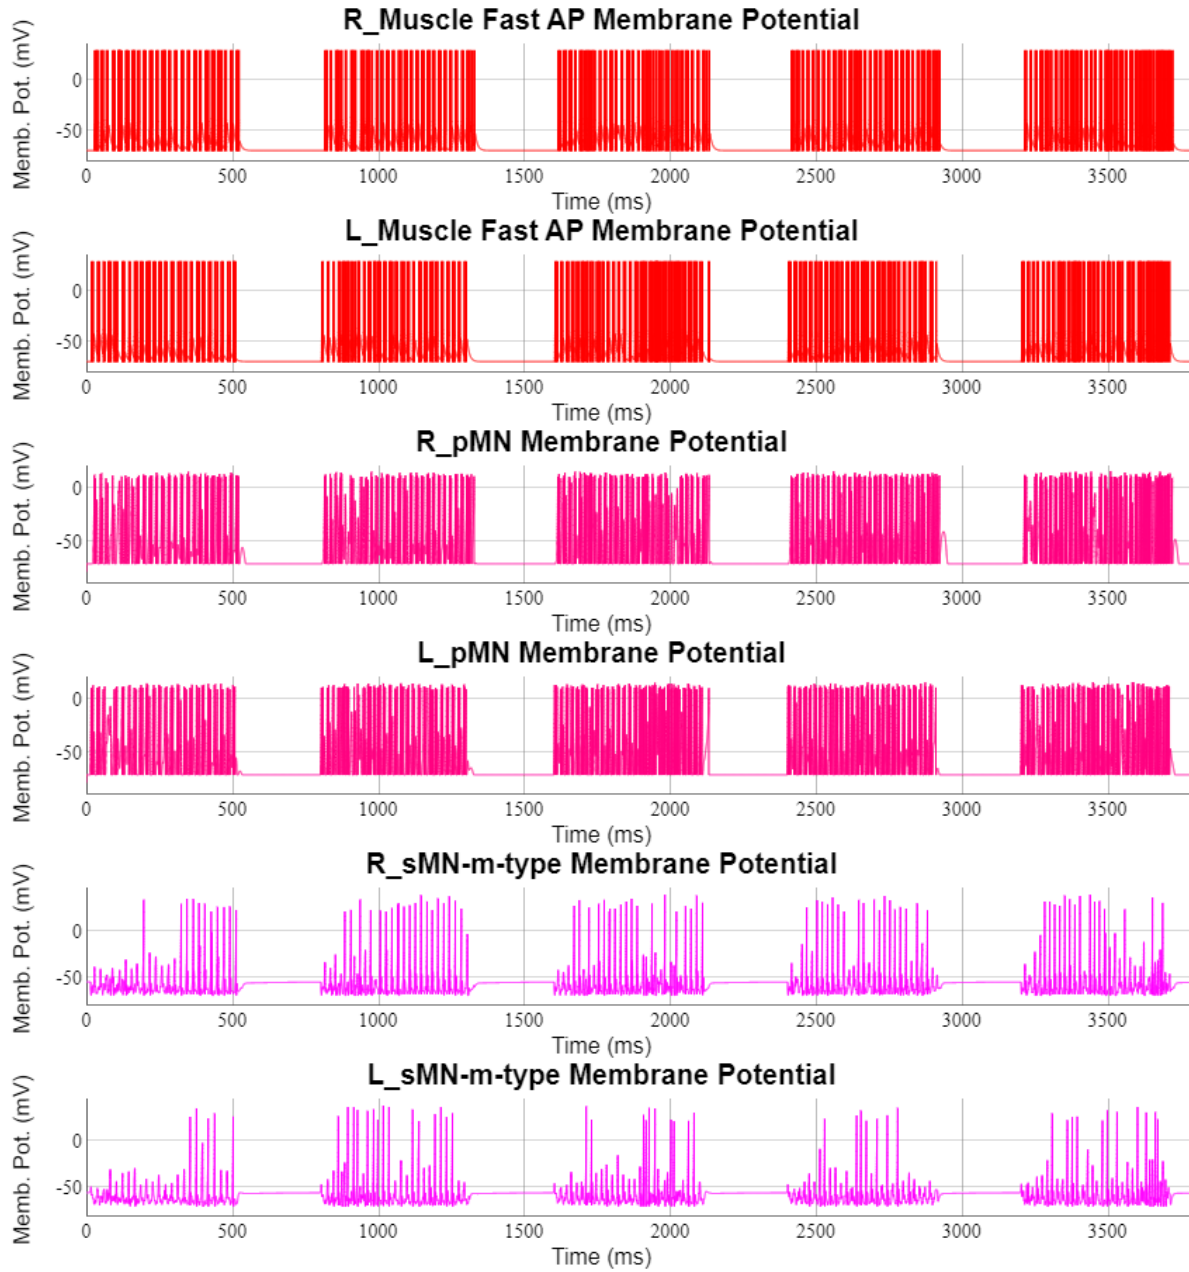 R_Muscle Fast AP Membrane Potential
Memb. Pot. (mV)
0
-50
0 500 1000 1500 2000 2500 3000 3500
Time (ms)
L_Muscle Fast AP Membrane Potential
Memb. Pot. (mV)
0
-50
0 500 1000 1500 2000 2500 3000 3500
Time (ms)
R_pMN Membrane Potential
Memb. Pot. (mV)
0
-50
0 500 1000 1500 2000 2500 3000 3500
Time (ms)
L_pMN Membrane Potential
Memb. Pot. (mV)
0
-50
0 500 1000 1500 2000 2500 3000 3500
Time (ms)
R_sMN-m-type Membrane Potential
Memb. Pot. (mV)
0
-50
0 500 1000 1500 2000 2500 3000 3500
Time (ms)
L_sMN-m-type Membrane Potential
Memb. Pot. (mV)
0
-50
0 500 1000 1500 2000 2500 3000 3500
Time (ms)